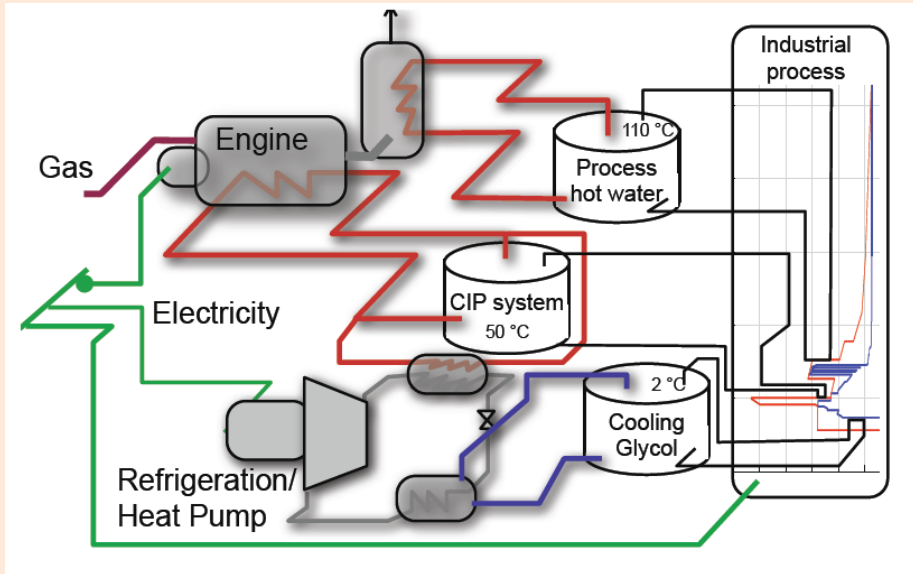 Industrial
process
Engine
110 °C
Process
hot water
Gas
CIP system
50 °C
Electricity
2 °C
Cooling
Glycol
Refrigeration/
Heat Pump